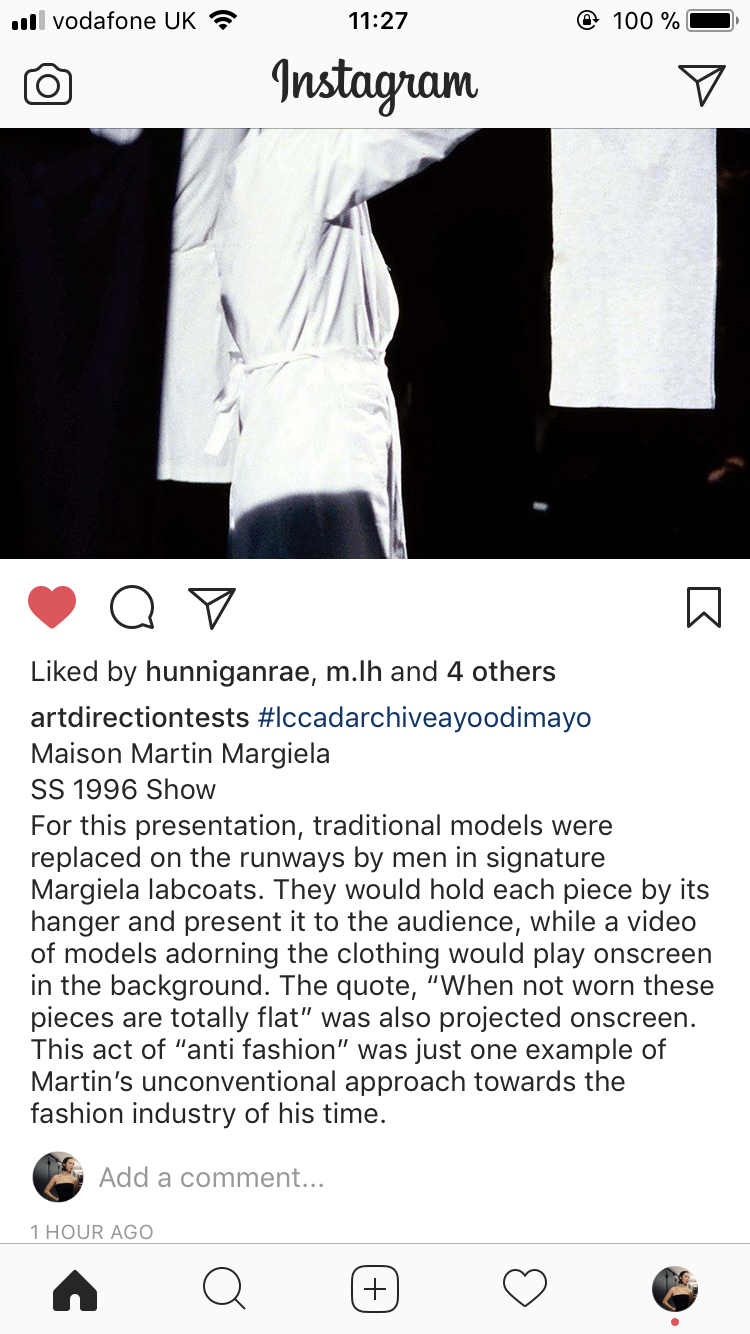 vodafone UK 11:27 100 %
Instagram
Liked by hunniganrae, m.lh and 4 others
artdirectiontests #lccadarchiveayoodimayo
Maison Martin Margiela
SS 1996 Show
For this presentation, traditional models were
replaced on the runways by men in signature
Margiela labcoats. They would hold each piece by its
hanger and present it to the audience, while a video
of models adorning the clothing would play onscreen
in the background. The quote, “When not worn these
pieces are totally flat” was also projected onscreen.
This act of “anti fashion” was just one example of
Martin’s unconventional approach towards the
fashion industry of his time.
Add a comment...
1 HOUR AGO